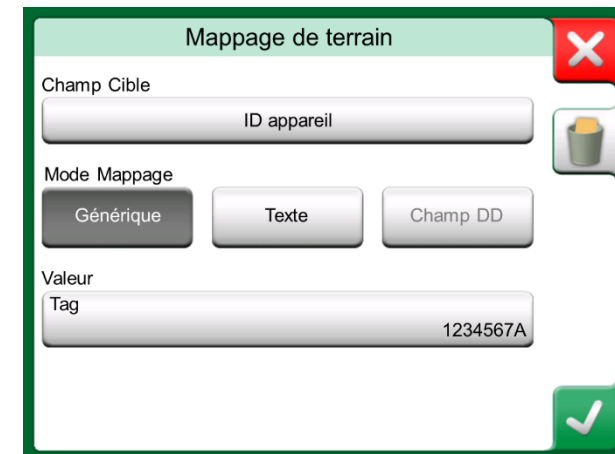 Mappage de terrain
Champ Cible
ID appareil
Mode Mappage
Générique Texte Champ DD
Valeur
Tag
1234567A